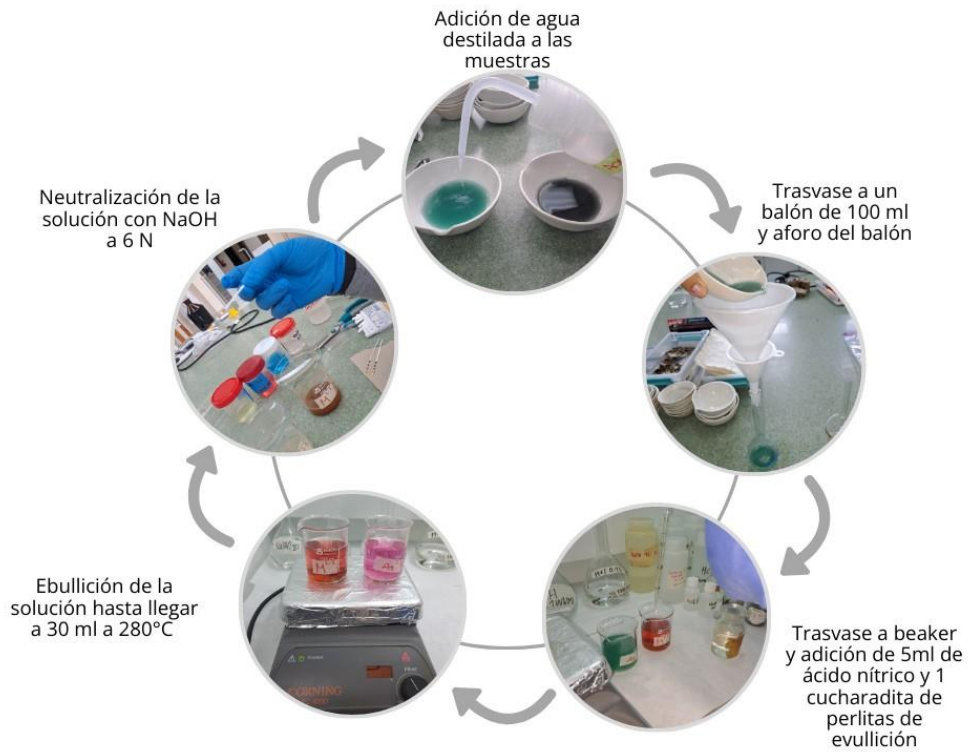 Adición de agua
destilada a las
muestras
Trasvase a un
balón de 100 ml
y aforo del balón
Trasvase a beaker
y adición de 5ml de
ácido nítrico y 1
cucharadita de
perlitas de
evullición
Ebullición de la
solución hasta llegar
a 30 ml a 280°C
Neutralización de la
solución con NaOH
a 6 N
CORNING